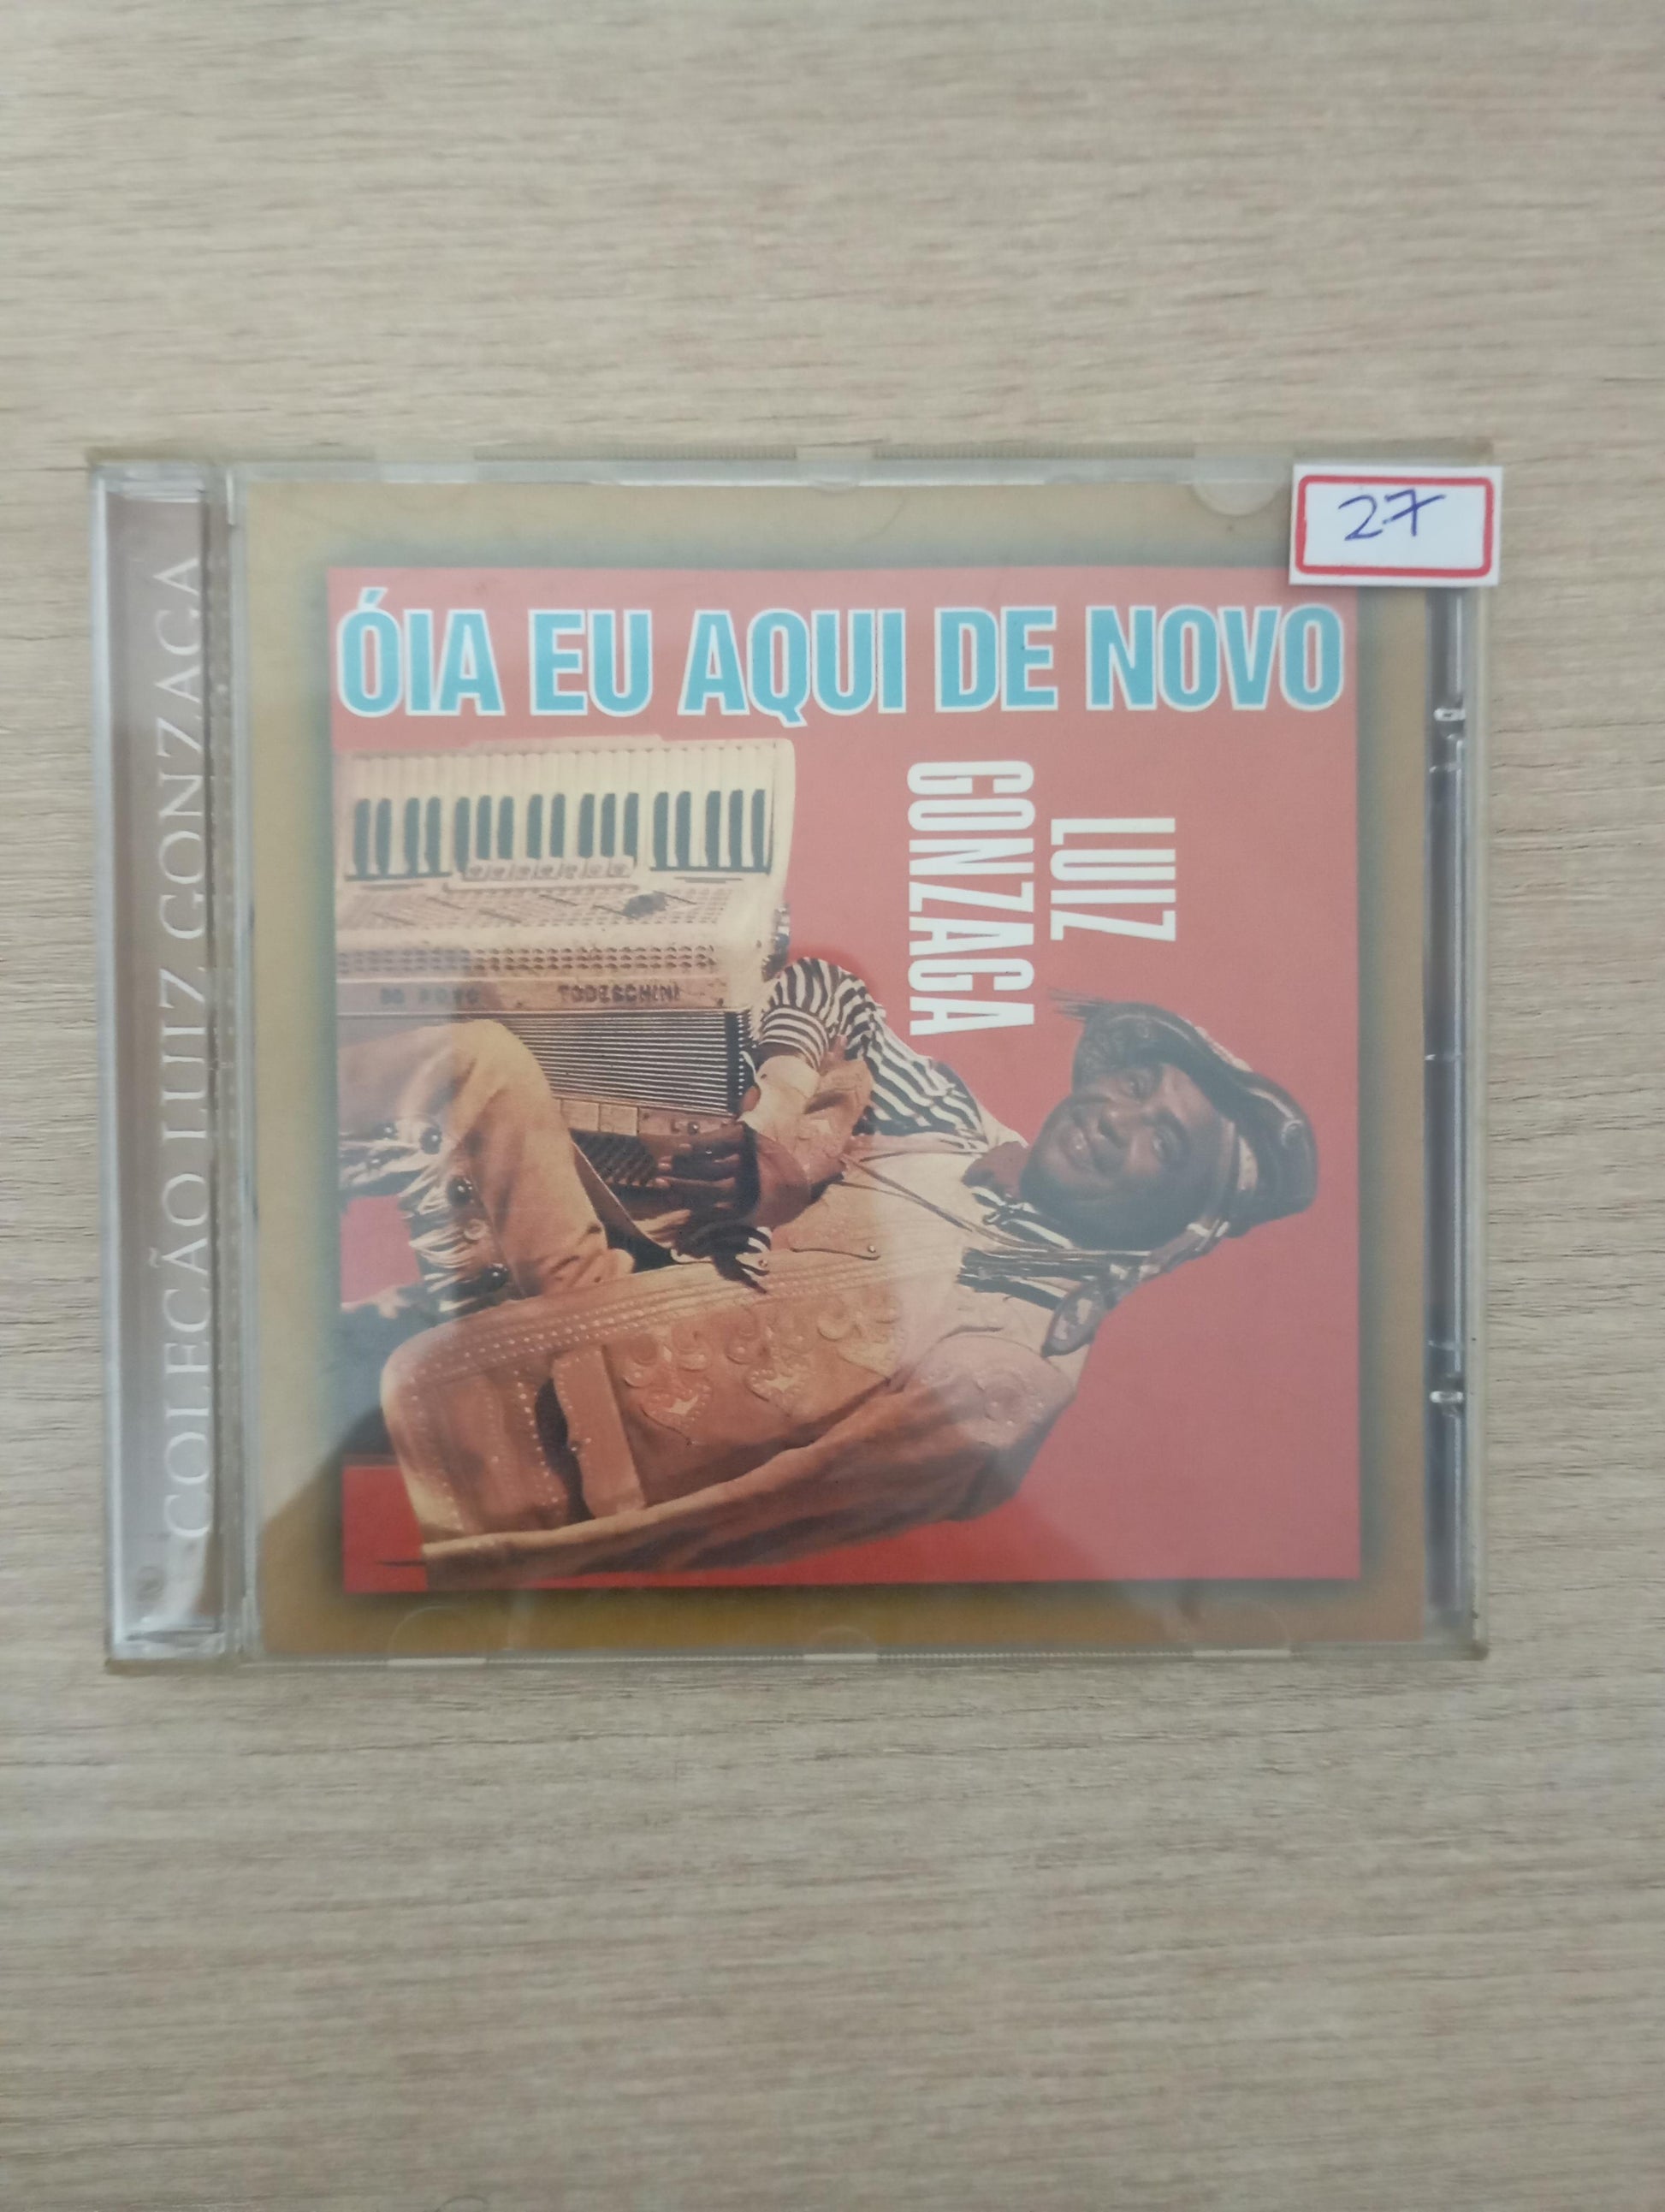 27
ÓIA EU AQUI DE NOVO
LUIZ
GONZAGA
TODESCHINI
COLEÇÃO LUIZ GONZAGA